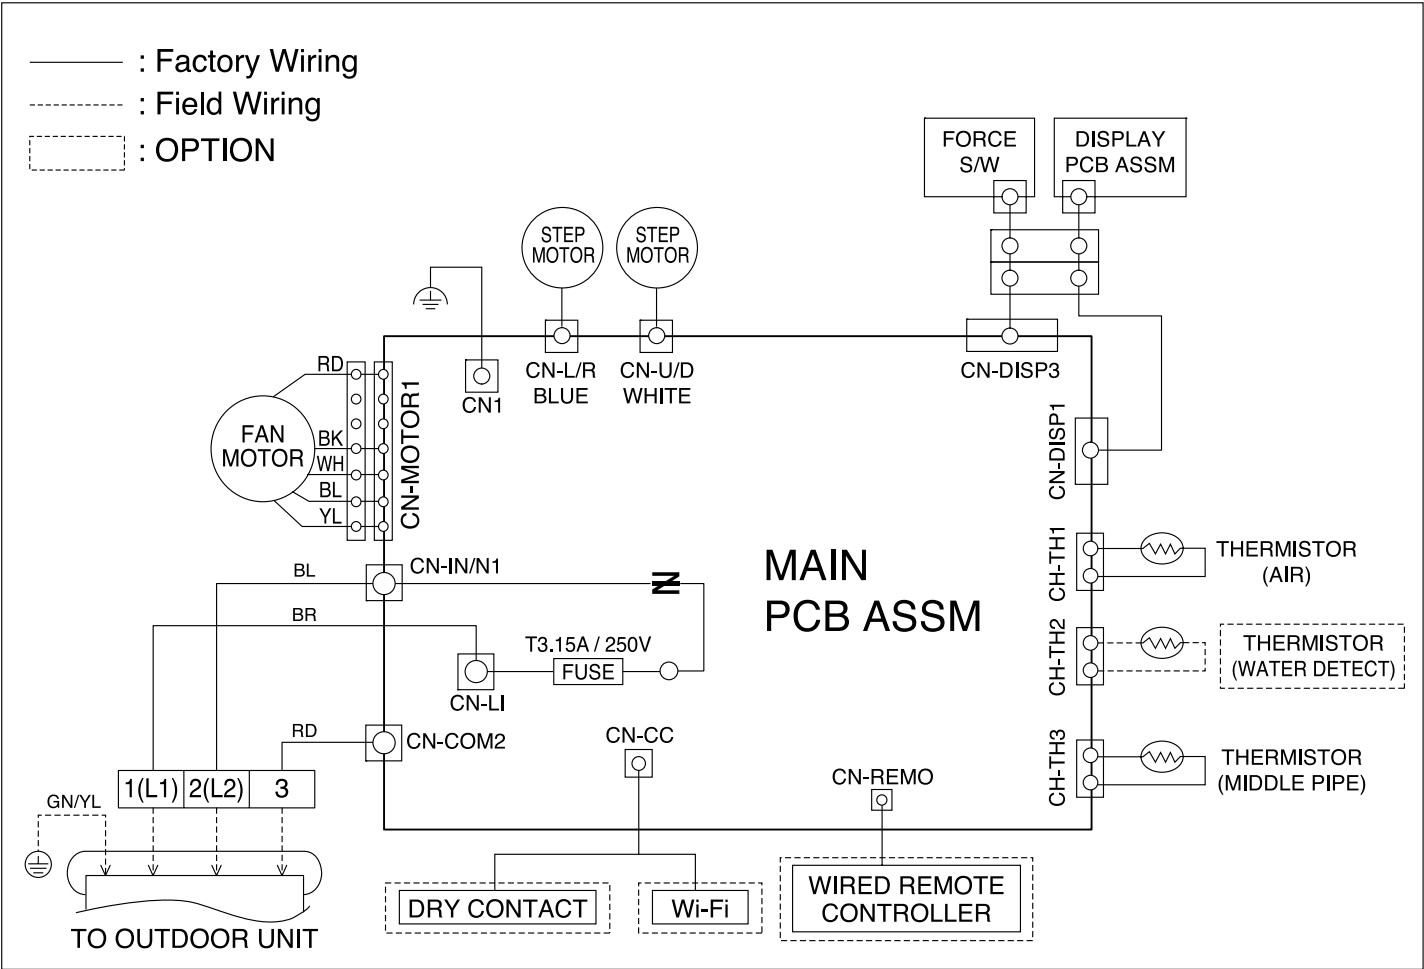 : Factory Wiring
: Field Wiring
: OPTION
FORCE
S/W
DISPLAY
PCB ASSM
STEP
MOTOR
STEP
MOTOR
CN-L/R
BLUE
CN-U/D
WHITE
CN1
CN-DISP3
CN-DISP1
RD
BK
WH
BL
YL
FAN
MOTOR
CN-MOTOR1
CN-IN/N1
BL
BR
T3.15A / 250V
FUSE
CN-LI
RD
CN-COM2
MAIN
PCB ASSM
CH-TH1
THERMISTOR
(AIR)
CH-TH2
THERMISTOR
(WATER DETECT)
CH-TH3
THERMISTOR
(MIDDLE PIPE)
CN-CC
CN-REMO
1(L1) 2(L2) 3
GN/YL
TO OUTDOOR UNIT
DRY CONTACT
Wi-Fi
WIRED REMOTE
CONTROLLER